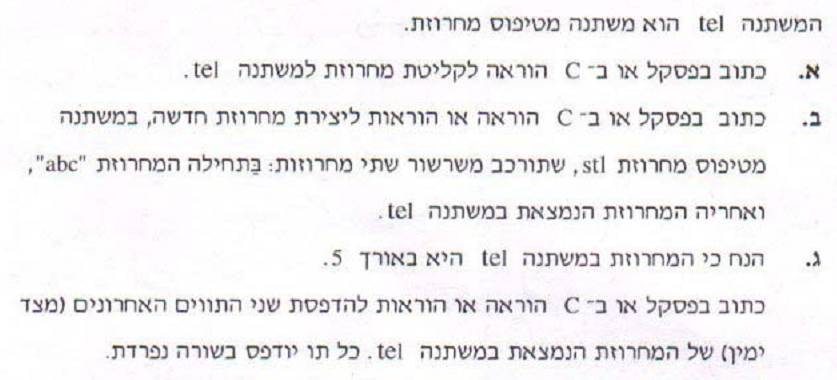 המשתנה tel הוא משתנה מטיפוס מחרוזת.
א. כתוב בפסקל או ב־ C הוראה לקליטת מחרוזת למשתנה tel.
ב. כתוב בפסקל או ב־ C הוראה או הוראות ליצירת מחרוזת חדשה, במשתנה
מטיפוס מחרוזת stl, שתורכב משרשור שתי מחרוזות: בַּתחילה המחרוזת "abc",
ואחריה המחרוזת הנמצאת במשתנה tel.
ג. הנח כי המחרוזת במשתנה tel היא באורך 5.
כתוב בפסקל או ב־ C הוראה או הוראות להדפסת שני התווים האחרונים (מצד
ימין) של המחרוזת הנמצאת במשתנה tel. כל תו יודפס בשורה נפרדת.